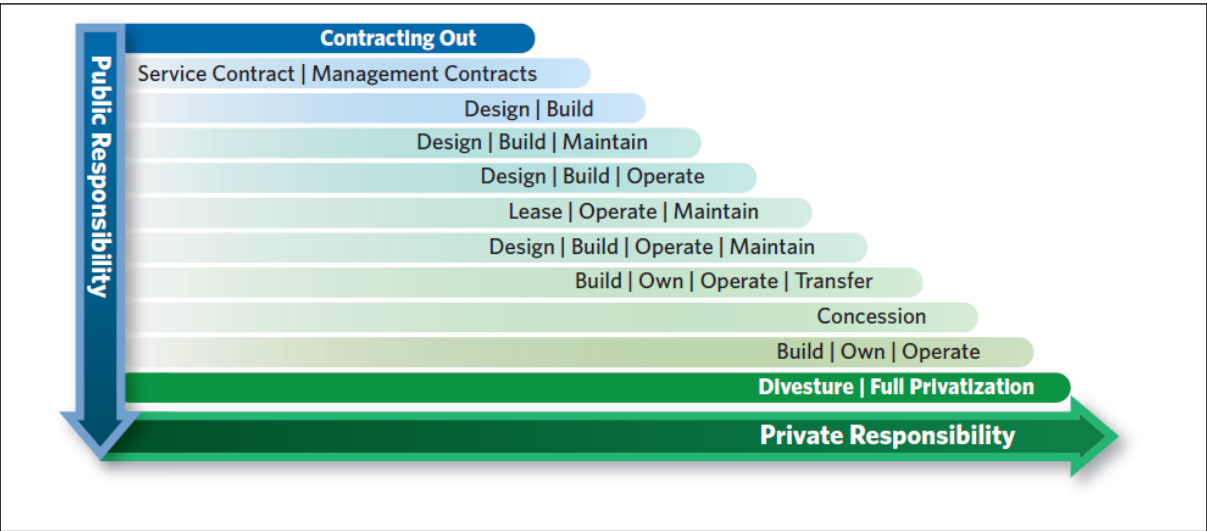 Public Responsibility
Contracting Out
Service Contract | Management Contracts
Design | Build
Design | Build | Maintain
Design | Build | Operate
Lease | Operate | Maintain
Design | Build | Operate | Maintain
Build | Own | Operate | Transfer
Concession
Build | Own | Operate
Divesture | Full Privatization
Private Responsibility